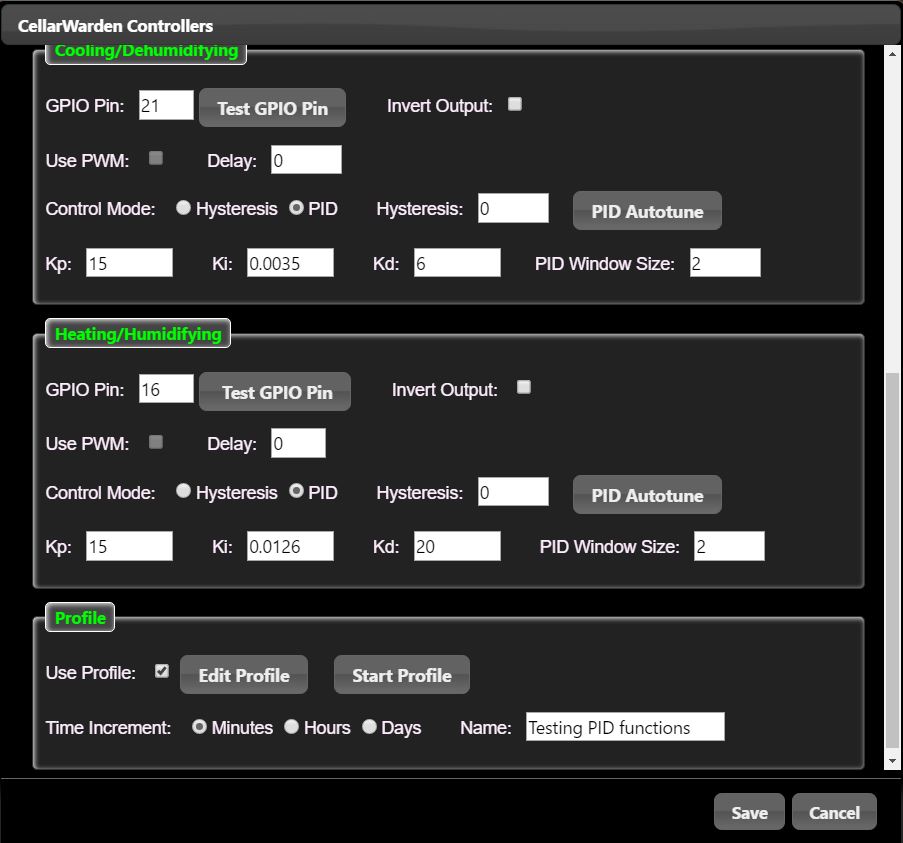 CellarWarden Controllers
Cooling/Dehumidifying
GPIO Pin: 21 Test GPIO Pin Invert Output:
Use PWM: Delay: 0
Control Mode: Hysteresis PID Hysteresis: 0 PID Autotune
Kp: 15 Ki: 0.0035 Kd: 6 PID Window Size: 2
Heating/Humidifying
GPIO Pin: 16 Test GPIO Pin Invert Output:
Use PWM: Delay: 0
Control Mode: Hysteresis PID Hysteresis: 0 PID Autotune
Kp: 15 Ki: 0.0126 Kd: 20 PID Window Size: 2
Profile
Use Profile: Edit Profile Start Profile
Time Increment: Minutes Hours Days Name: Testing PID functions
Save Cancel